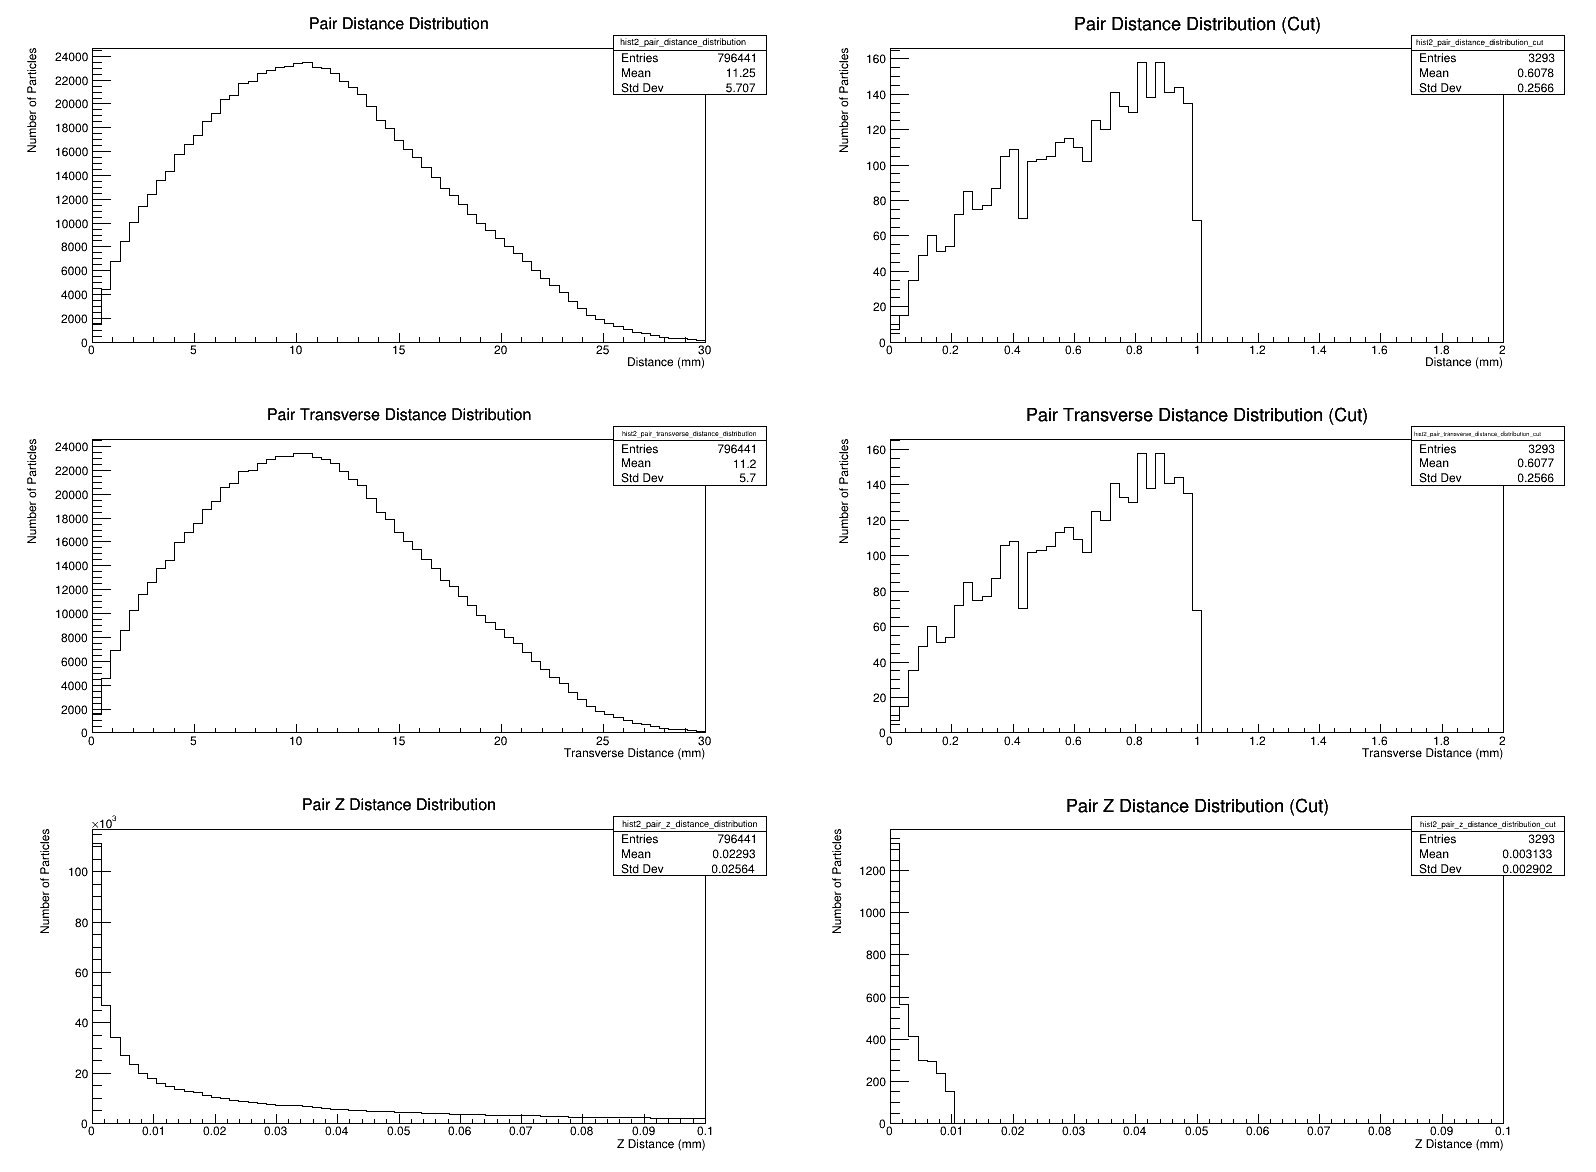 Pair Distance Distribution
hist2_pair_distance_distribution
Entries 796441
Mean 11.25
Std Dev 5.707
Number of Particles
24000
22000
20000
18000
16000
14000
12000
10000
8000
6000
4000
2000
0
0 5 10 15 20 25 30
Distance (mm)
Pair Distance Distribution (Cut)
hist2_pair_distance_distribution_cut
Entries 3293
Mean 0.6078
Std Dev 0.2566
Number of Particles
160
140
120
100
80
60
40
20
0
0 0.2 0.4 0.6 0.8 1 1.2 1.4 1.6 1.8 2
Distance (mm)
Pair Transverse Distance Distribution
hist2_pair_transverse_distance_distribution
Entries 796441
Mean 11.2
Std Dev 5.7
Number of Particles
24000
22000
20000
18000
16000
14000
12000
10000
8000
6000
4000
2000
0
0 5 10 15 20 25 30
Transverse Distance (mm)
Pair Transverse Distance Distribution (Cut)
hist2_pair_transverse_distance_distribution_cut
Entries 3293
Mean 0.6077
Std Dev 0.2566
Number of Particles
160
140
120
100
80
60
40
20
0
0 0.2 0.4 0.6 0.8 1 1.2 1.4 1.6 1.8 2
Transverse Distance (mm)
Pair Z Distance Distribution
hist2_pair_z_distance_distribution
Entries 796441
Mean 0.02293
Std Dev 0.02564
Number of Particles
×10³
100
80
60
40
20
0
0 0.01 0.02 0.03 0.04 0.05 0.06 0.07 0.08 0.09 0.1
Z Distance (mm)
Pair Z Distance Distribution (Cut)
hist2_pair_z_distance_distribution_cut
Entries 3293
Mean 0.003133
Std Dev 0.002902
Number of Particles
1200
1000
800
600
400
200
0
0 0.01 0.02 0.03 0.04 0.05 0.06 0.07 0.08 0.09 0.1
Z Distance (mm)